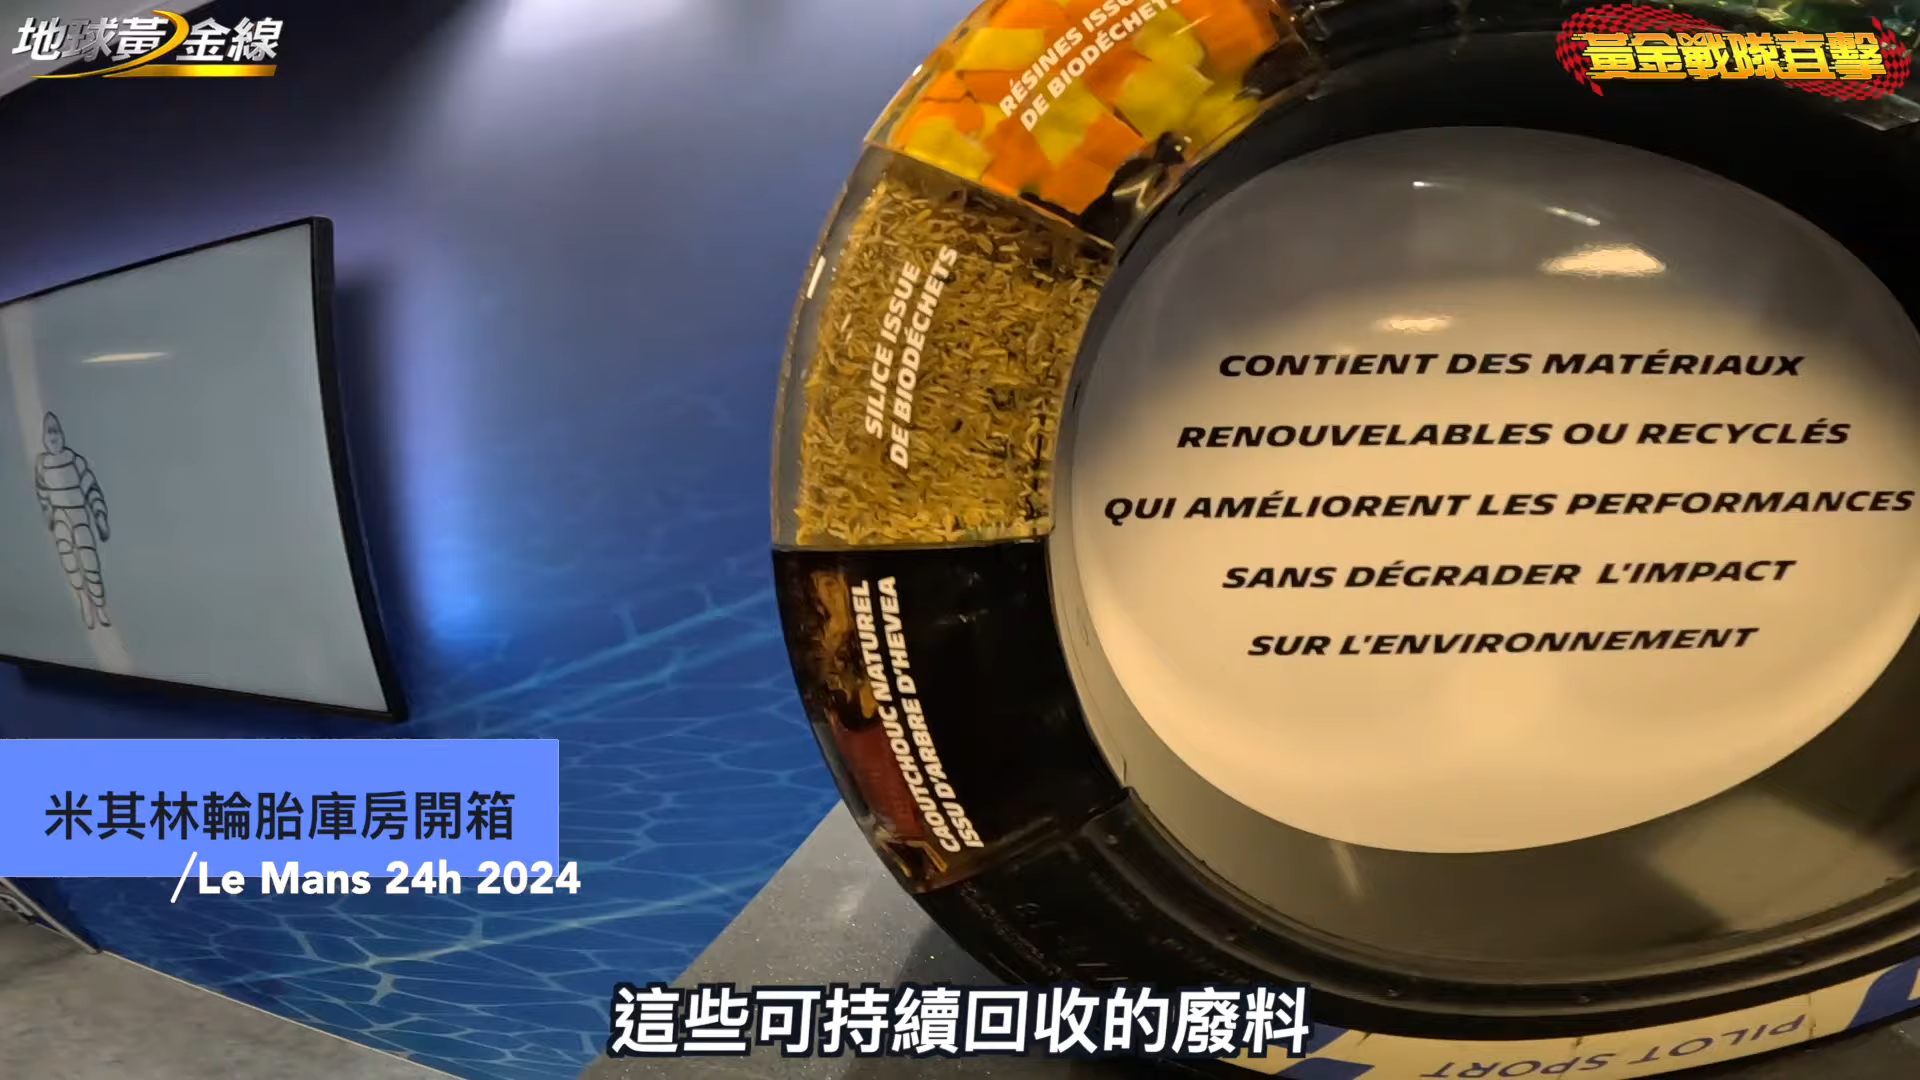 地球黃金線
黃金戰隊直擊
RÉSINES ISSUES
DE BIODÉCHETS
SILICE ISSUE
DE BIODÉCHETS
CONTIENT DES MATÉRIAUX
RENOUVELABLES OU RECYCLÉS
QUI AMÉLIORENT LES PERFORMANCES
SANS DÉGRADER L'IMPACT
SUR L'ENVIRONNEMENT
CAOUTCHOUC NATUREL
ISSU D'ARBRE D'HEVEA
米其林輪胎庫房開箱
/Le Mans 24h 2024
這些可持續回收的廢料
PILOT SPORT